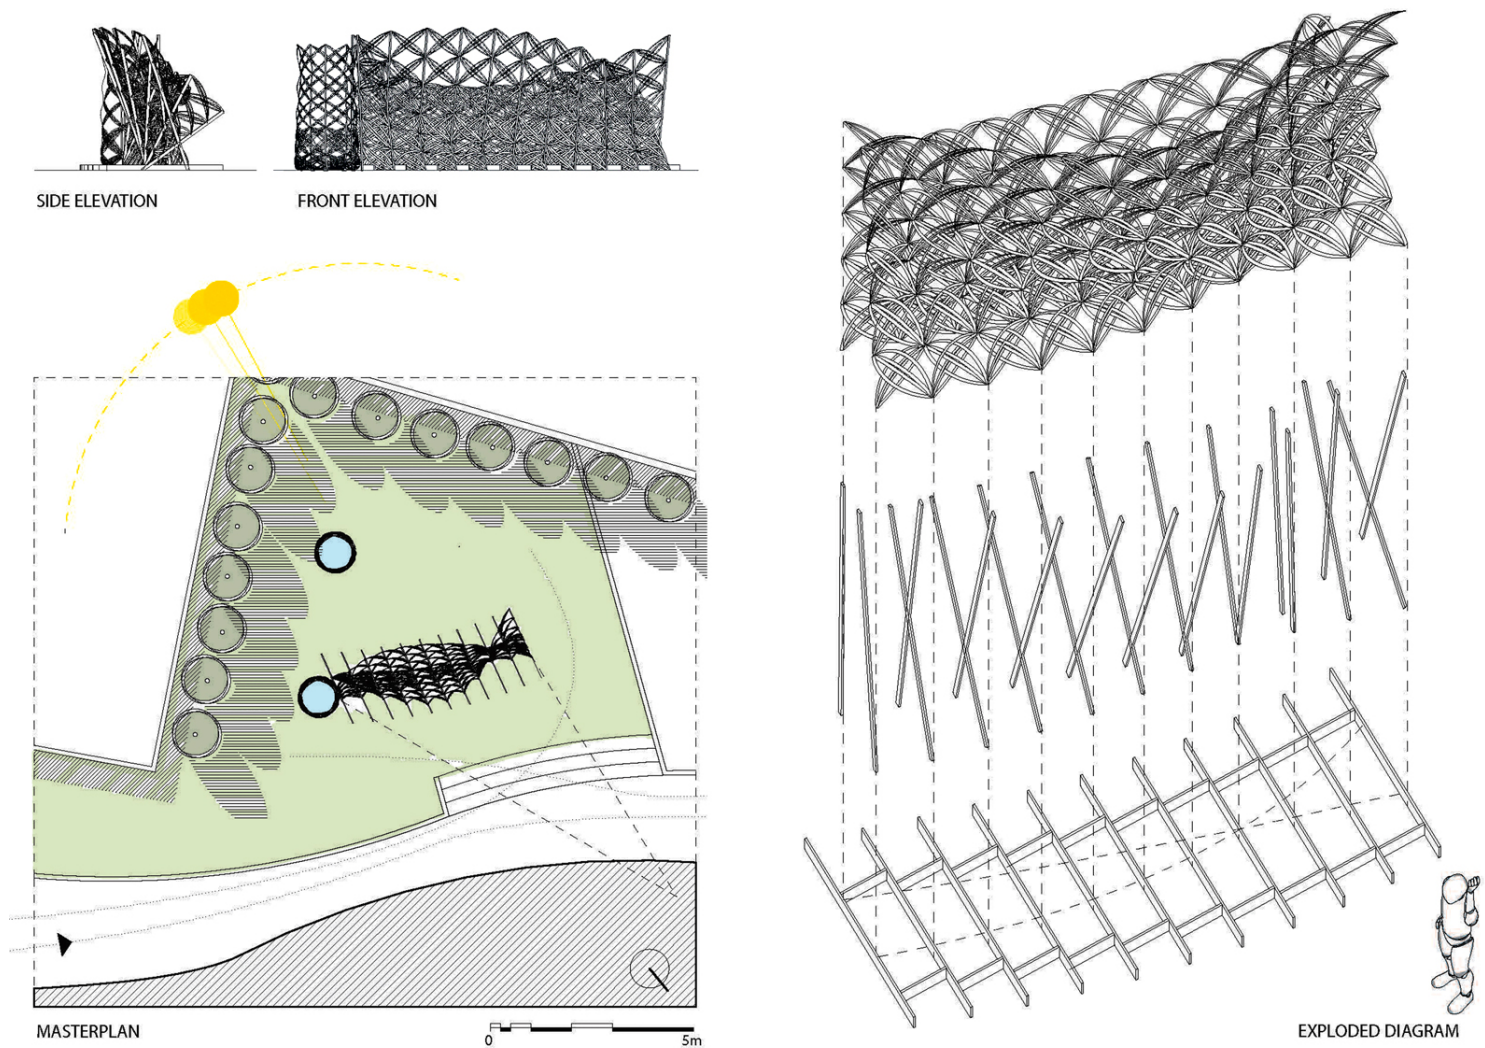 SIDE ELEVATION
FRONT ELEVATION
MASTERPLAN
0
5m
EXPLODED DIAGRAM